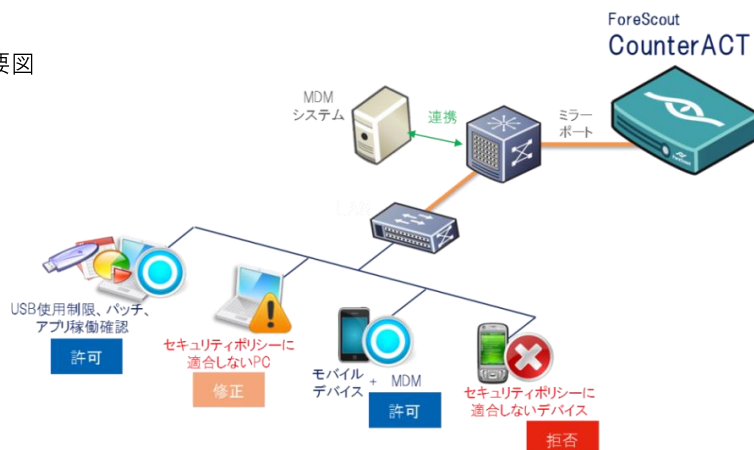 ForeScout
CounterACT
要図
MDM
システム
連携
ミラー
ポート
USB使用制限、パッチ、
アプリ稼働確認
許可
セキュリティポリシーに
適合しないPC
修正
モバイル
デバイス
+ MDM
許可
セキュリティポリシーに
適合しないデバイス
拒否